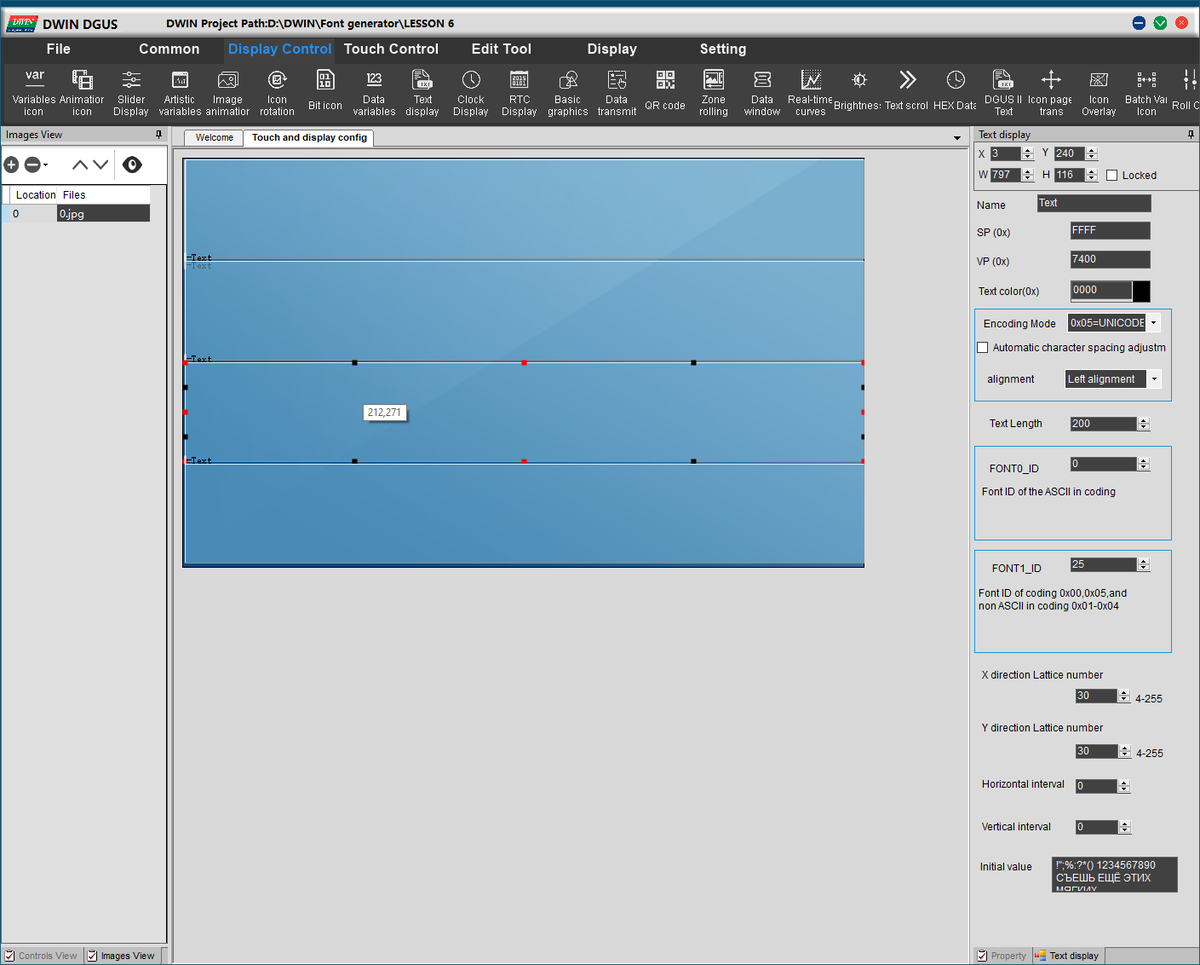 DWIN DGUS DWIN Project Path:D:\DWIN\Font generator\LESSON 6
File Common Display Control Touch Control Edit Tool Display Setting
var
Variables icon
Animation icon
Slider Display
Artistic variables
Image animation
Icon rotation
Bit icon
123
Data variables
Text display
Clock Display
RTC Display
Basic graphics
Data transmit
QR code
Zone rolling
Data window
Real-time curves
Brightness
Text scroll
HEX Data
DGUS II Text
Icon page trans
Icon Overlay
Batch Var Icon
Roll C
Images View
Location Files
0 0.jpg
Controls View Images View
Welcome Touch and display config
Text
Text
Text
212,271
Text
Text display
X 3 Y 240
W 797 H 116 Locked
Name Text
SP (0x) FFFF
VP (0x) 7400
Text color(0x) 0000
Encoding Mode 0x05=UNICODE
Automatic character spacing adjustm
alignment Left alignment
Text Length 200
FONT0_ID 0
Font ID of the ASCII in coding
FONT1_ID 25
Font ID of coding 0x00,0x05,and
non ASCII in coding 0x01-0x04
X direction Lattice number
30 4-255
Y direction Lattice number
30 4-255
Horizontal interval 0
Vertical interval 0
Initial value !";%:?*() 1234567890
СЪЕШЬ ЕЩЁ ЭТИХ
МЯГКИХ
Property Text display